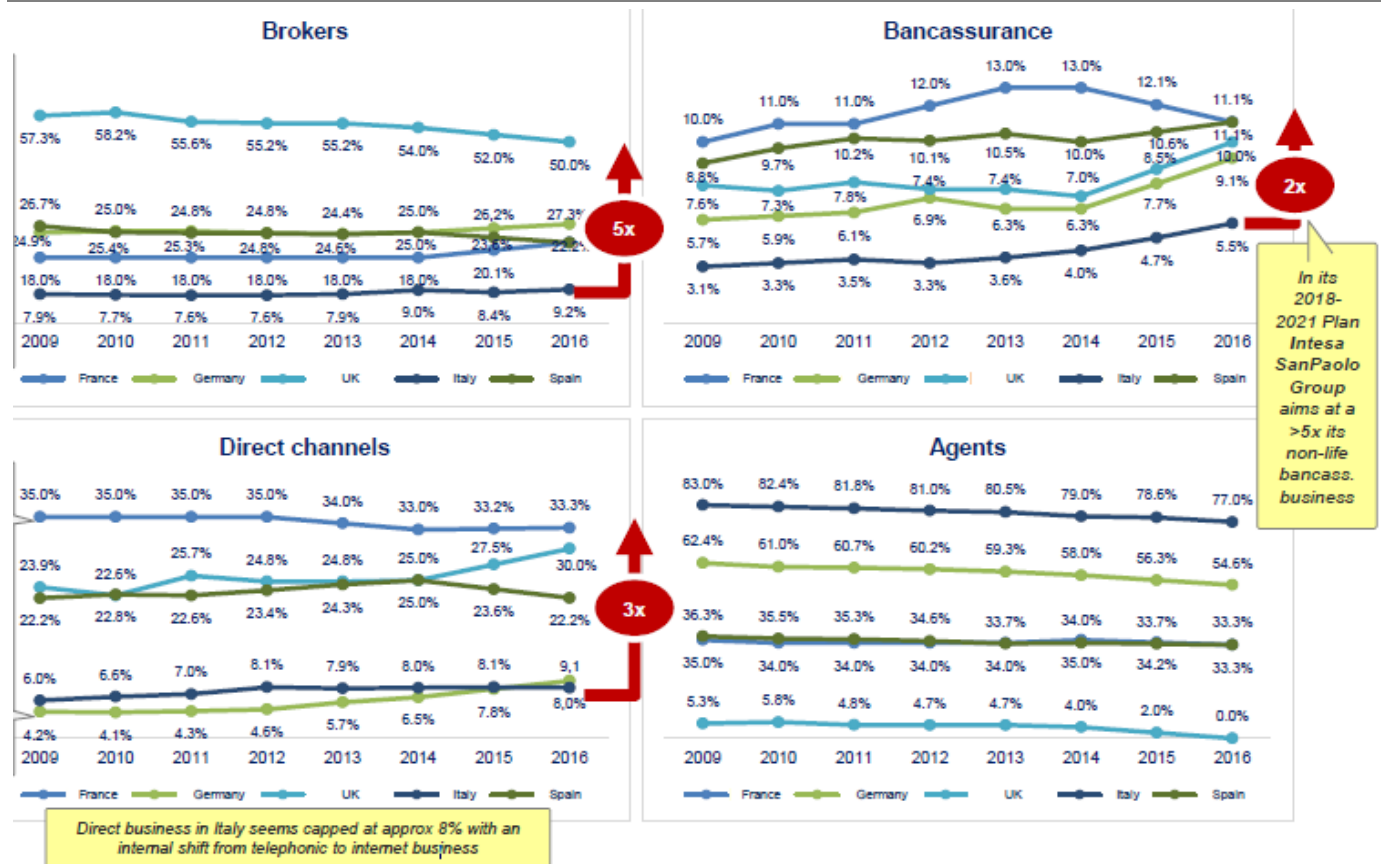 Brokers
57.3% 58.2% 55.6% 55.2% 55.2% 54.0% 52.0% 50.0%
26.7% 25.0% 24.8% 24.8% 24.4% 25.0% 26,2% 27,3%
24.9% 25.4% 25.3% 24.8% 24.6% 25.0% 23,6% 22,2%
18.0% 18.0% 18.0% 18.0% 18.0% 18.0% 20.1%
7.9% 7.7% 7.6% 7.6% 7.9% 9.0% 8.4% 9.2%
2009 2010 2011 2012 2013 2014 2015 2016
France Germany UK Italy Spain
5x
Bancassurance
10.0% 11.0% 11.0% 12.0% 13.0% 13.0% 12.1% 11.1%
8.8% 9.7% 10.2% 10.1% 10.5% 10.0% 10.6% 11.1%
7.6% 7.3% 7.8% 7.4% 7.4% 7.0% 8.5% 10.0%
5.7% 5.9% 6.1% 6.9% 6.3% 6.3% 7.7% 9.1%
3.1% 3.3% 3.5% 3.3% 3.6% 4.0% 4.7% 5.5%
2009 2010 2011 2012 2013 2014 2015 2016
France Germany UK Italy Spain
2x
In its
2018-
2021 Plan
Intesa
SanPaolo
Group
aims at a
>5x its
non-life
bancass.
business
Direct channels
35.0% 35.0% 35.0% 35.0% 34.0% 33.0% 33.2% 33.3%
23.9% 22.6% 25.7% 24.8% 24.8% 25.0% 27.5% 30.0%
22.2% 22.8% 22.6% 23.4% 24.3% 25.0% 23.6% 22.2%
6.0% 6.6% 7.0% 8.1% 7.9% 8.0% 8.1% 9,1
4.2% 4.1% 4.3% 4.6% 5.7% 6.5% 7.8% 8,0%
2009 2010 2011 2012 2013 2014 2015 2016
France Germany UK Italy Spain
3x
Direct business in Italy seems capped at approx 8% with an
internal shift from telephonic to internet business
Agents
83.0% 82.4% 81.8% 81.0% 80.5% 79.0% 78.6% 77.0%
62.4% 61.0% 60.7% 60.2% 59.3% 58.0% 56.3% 54.6%
36.3% 35.5% 35.3% 34.6% 33.7% 34.0% 33.7% 33.3%
35.0% 34.0% 34.0% 34.0% 34.0% 35.0% 34.2% 33.3%
5.3% 5.8% 4.8% 4.7% 4.7% 4.0% 2.0% 0.0%
2009 2010 2011 2012 2013 2014 2015 2016
France Germany UK Italy Spain